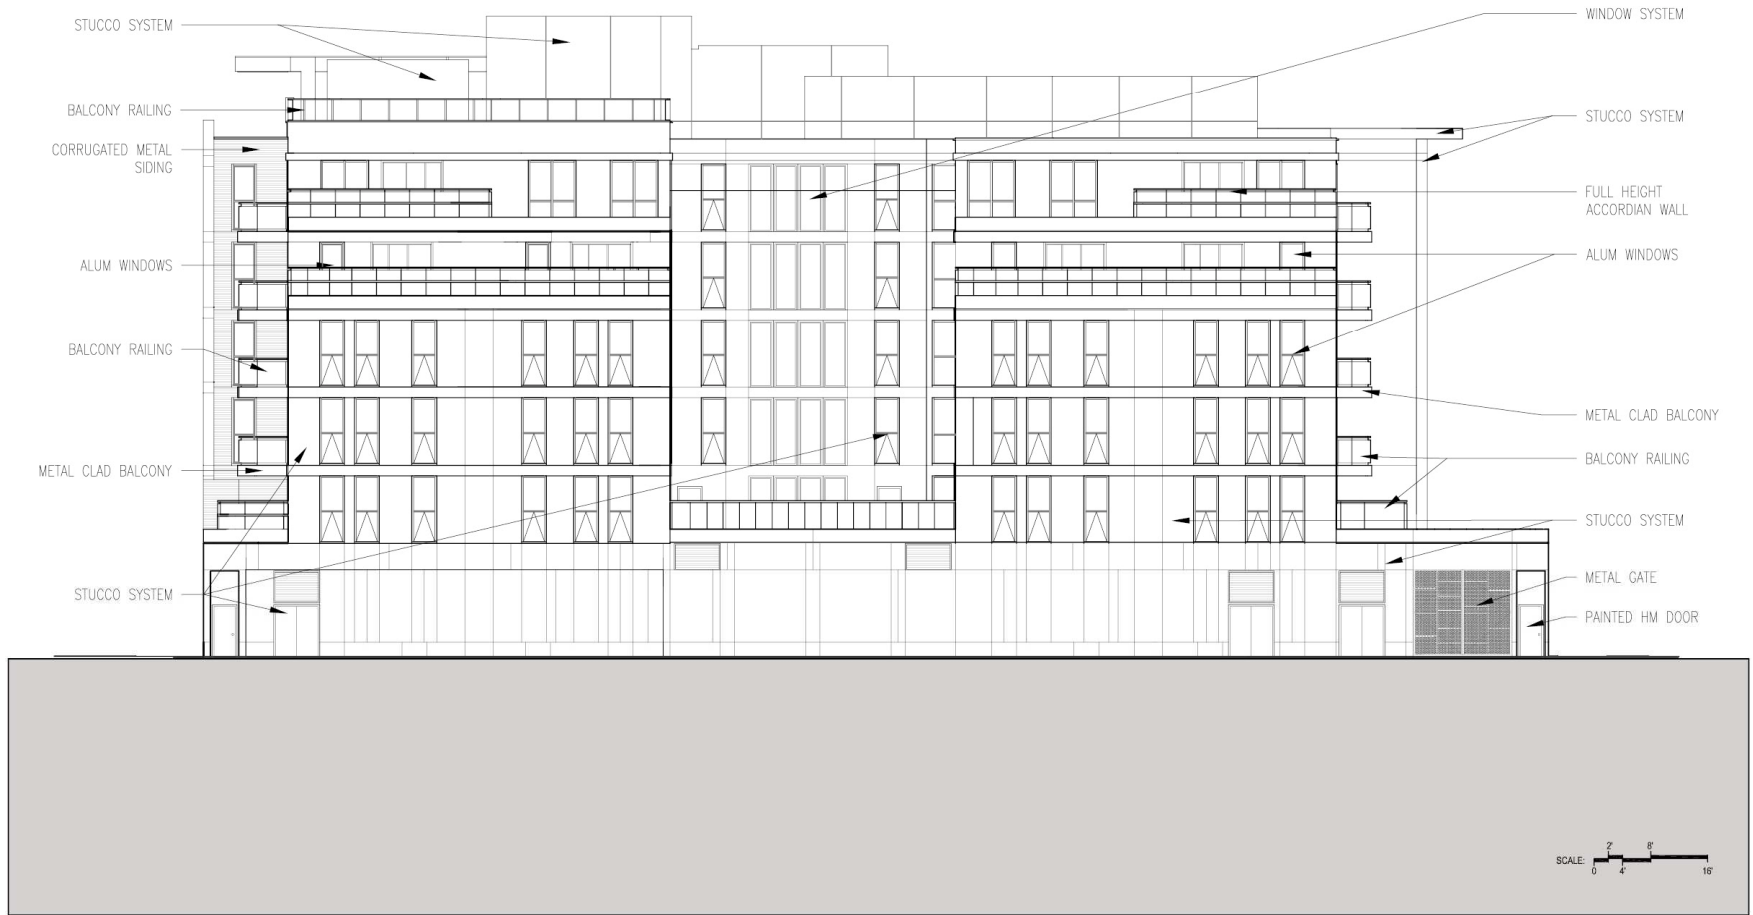 STUCCO SYSTEM
BALCONY RAILING
CORRUGATED METAL
SIDING
ALUM WINDOWS
BALCONY RAILING
METAL CLAD BALCONY
STUCCO SYSTEM
WINDOW SYSTEM
STUCCO SYSTEM
FULL HEIGHT
ACCORDIAN WALL
ALUM WINDOWS
METAL CLAD BALCONY
BALCONY RAILING
STUCCO SYSTEM
METAL GATE
PAINTED HM DOOR
2' 8'
SCALE:
0 4' 16'